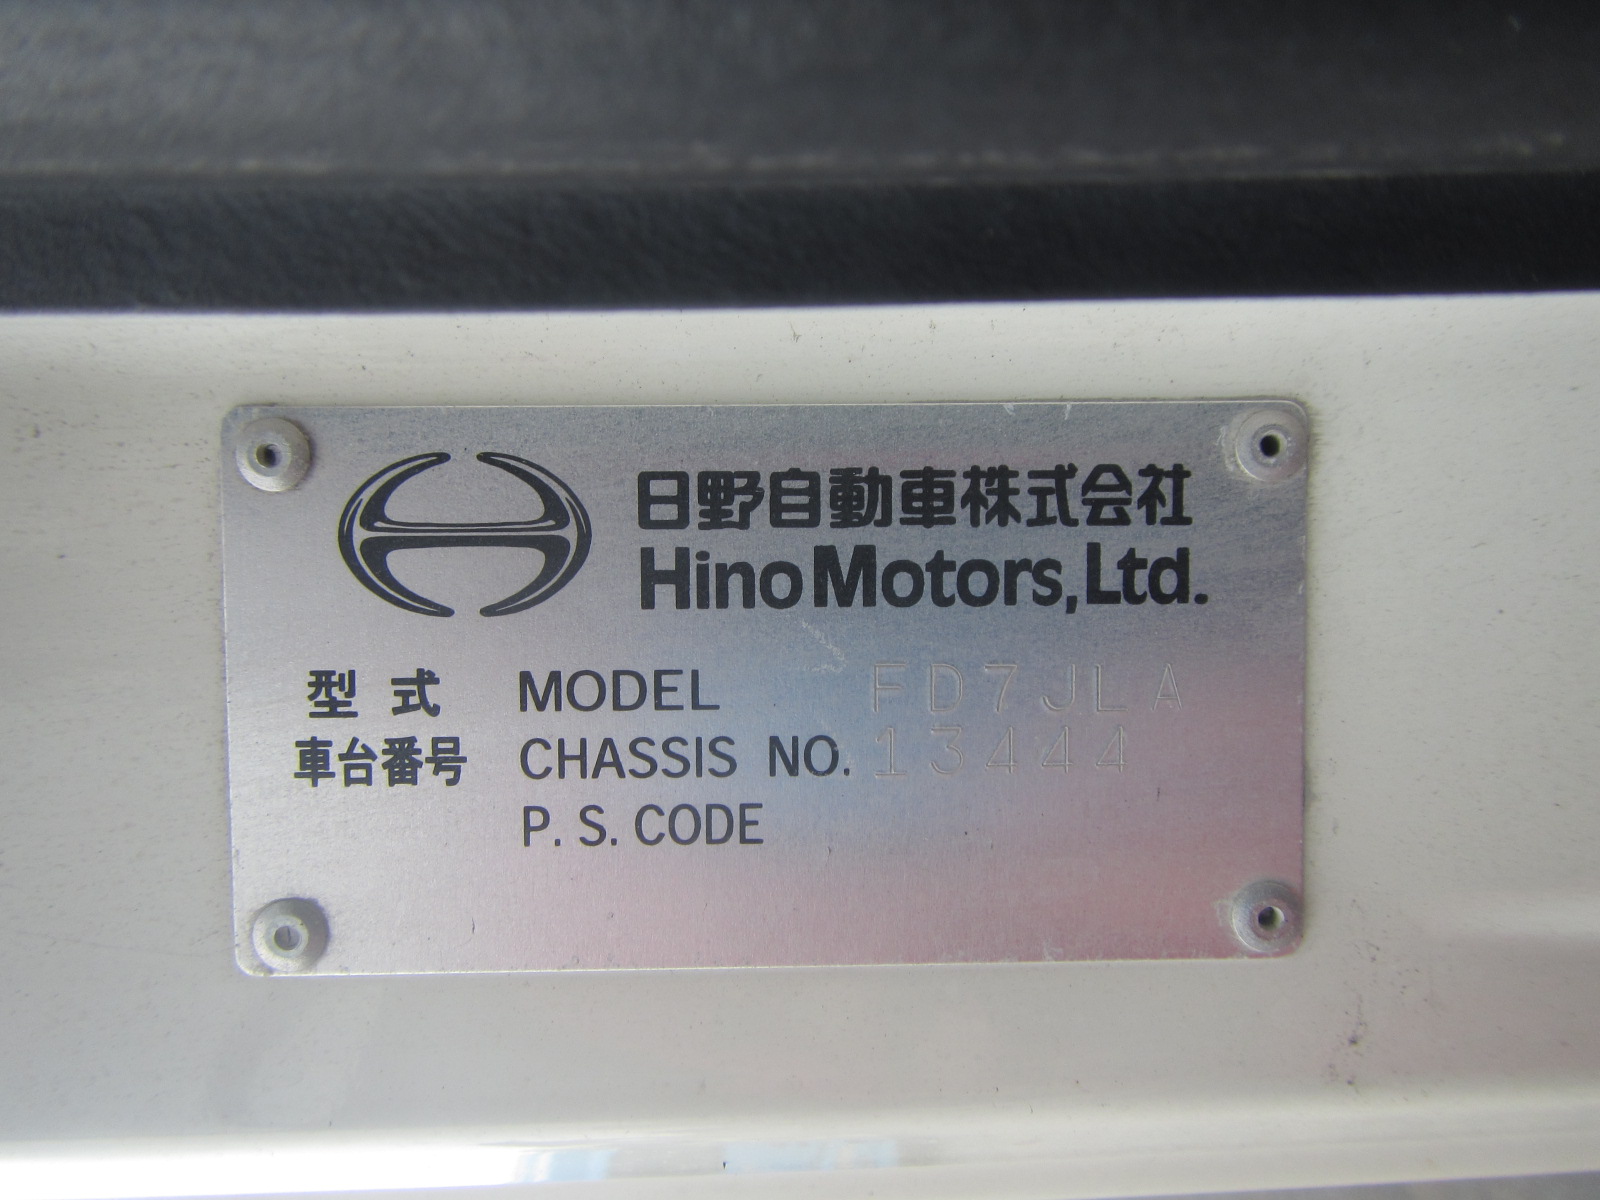 日野自動車株式会社
Hino Motors, Ltd.
型式 MODEL FD7JLA
車台番号 CHASSIS NO. 13444
P. S. CODE